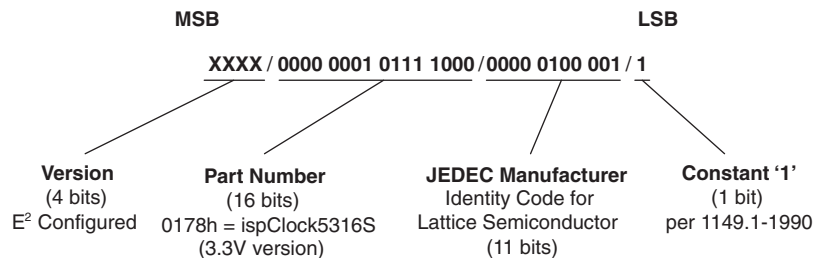 MSB LSB
XXXX / 0000 0001 0111 1000 / 0000 0100 001 / 1
Version
(4 bits)
E² Configured
Part Number
(16 bits)
0178h = ispClock5316S
(3.3V version)
JEDEC Manufacturer
Identity Code for
Lattice Semiconductor
(11 bits)
Constant ‘1’
(1 bit)
per 1149.1-1990